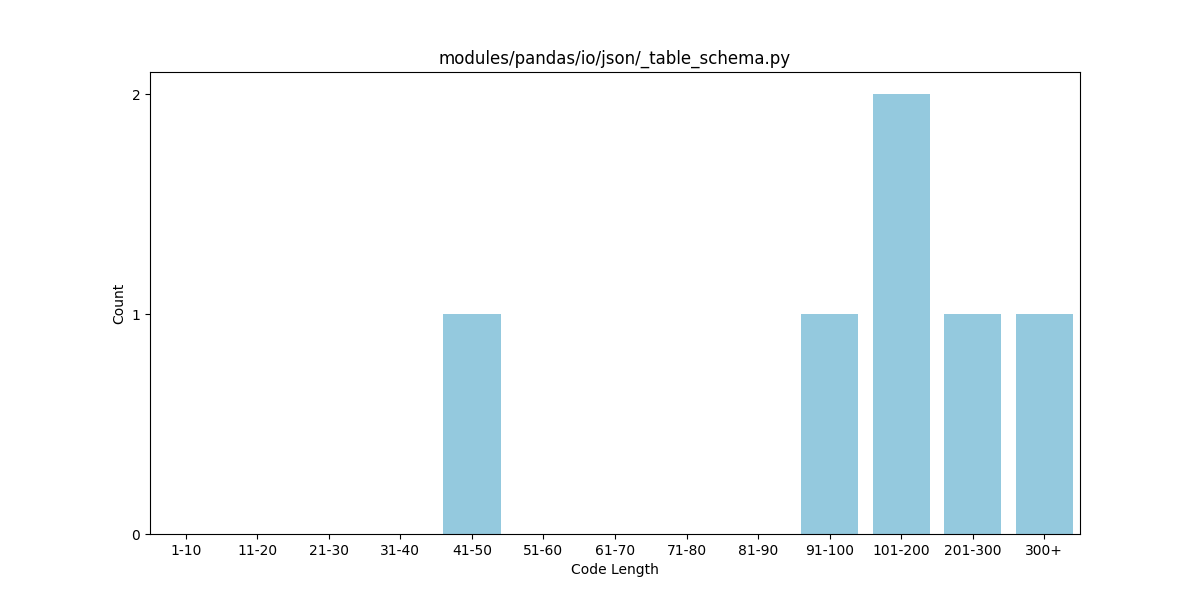 modules/pandas/io/json/_table_schema.py
Count
2
1
0
1-10 11-20 21-30 31-40 41-50 51-60 61-70 71-80 81-90 91-100 101-200 201-300 300+
Code Length